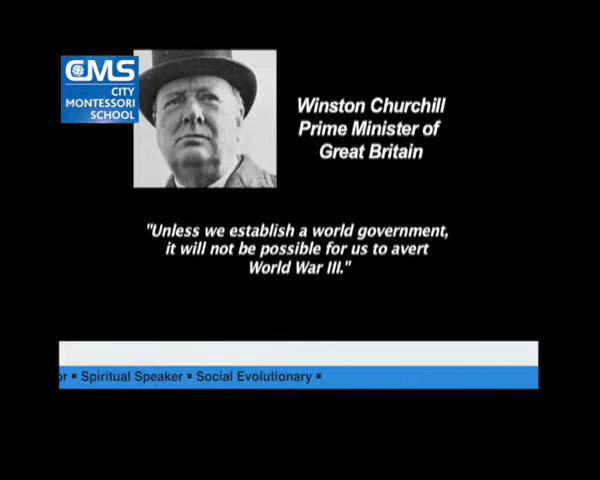 CMS
CITY
MONTESSORI
SCHOOL
Winston Churchill
Prime Minister of
Great Britain
"Unless we establish a world government,
it will not be possible for us to avert
World War III."
or ▪ Spiritual Speaker ▪ Social Evolutionary ▪